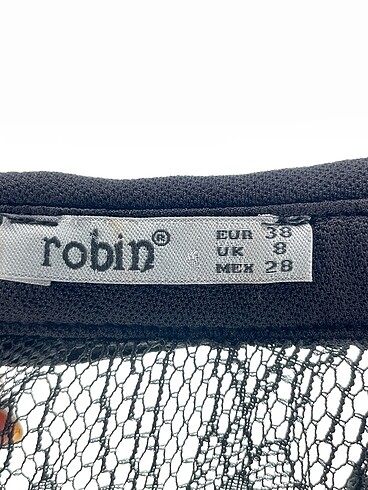 robin®
EUR 38
UK 8
MEX 28